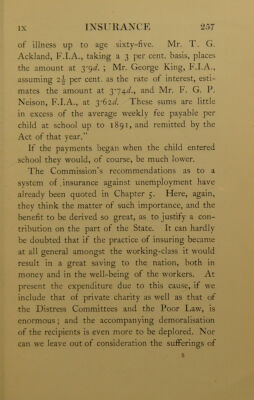 IX INSURANCE 257
of illness up to age sixty-five. Mr. T. G.
Ackland, F.I.A., taking a 3 per cent. basis, places
the amount at 3·9d. ; Mr. George King, F.I.A.,
assuming 2½ per cent. as the rate of interest, esti-
mates the amount at 3·74d., and Mr. F. G. P.
Neison, F.I.A., at 3·62d. These sums are little
in excess of the average weekly fee payable per
child at school up to 1891, and remitted by the
Act of that year."
If the payments began when the child entered
school they would, of course, be much lower.
The Commission's recommendations as to a
system of insurance against unemployment have
already been quoted in Chapter 5. Here, again,
they think the matter of such importance, and the
benefit to be derived so great, as to justify a con-
tribution on the part of the State. It can hardly
be doubted that if the practice of insuring became
at all general amongst the working-class it would
result in a great saving to the nation, both in
money and in the well-being of the workers. At
present the expenditure due to this cause, if we
include that of private charity as well as that of
the Distress Committees and the Poor Law, is
enormous ; and the accompanying demoralisation
of the recipients is even more to be deplored. Nor
can we leave out of consideration the sufferings of
s